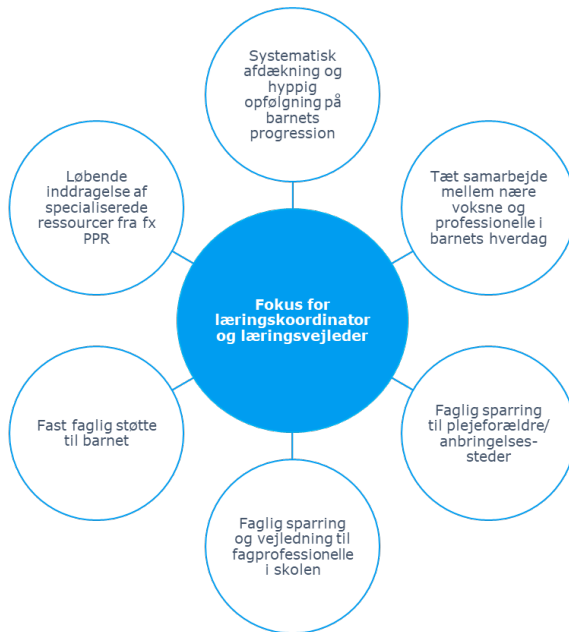 Systematisk
afdækning og
hyppig
opfølgning på
barnets
progression
Løbende
inddragelse af
specialiserede
ressourcer fra fx
PPR
Tæt samarbejde
mellem nære
voksne og
professionelle i
barnets hverdag
Fokus for
læringskoordinator
og læringsvejleder
Fast faglig støtte
til barnet
Faglig sparring
til plejeforældre/
anbringelses-
steder
Faglig sparring
og vejledning til
fagprofessionelle
i skolen